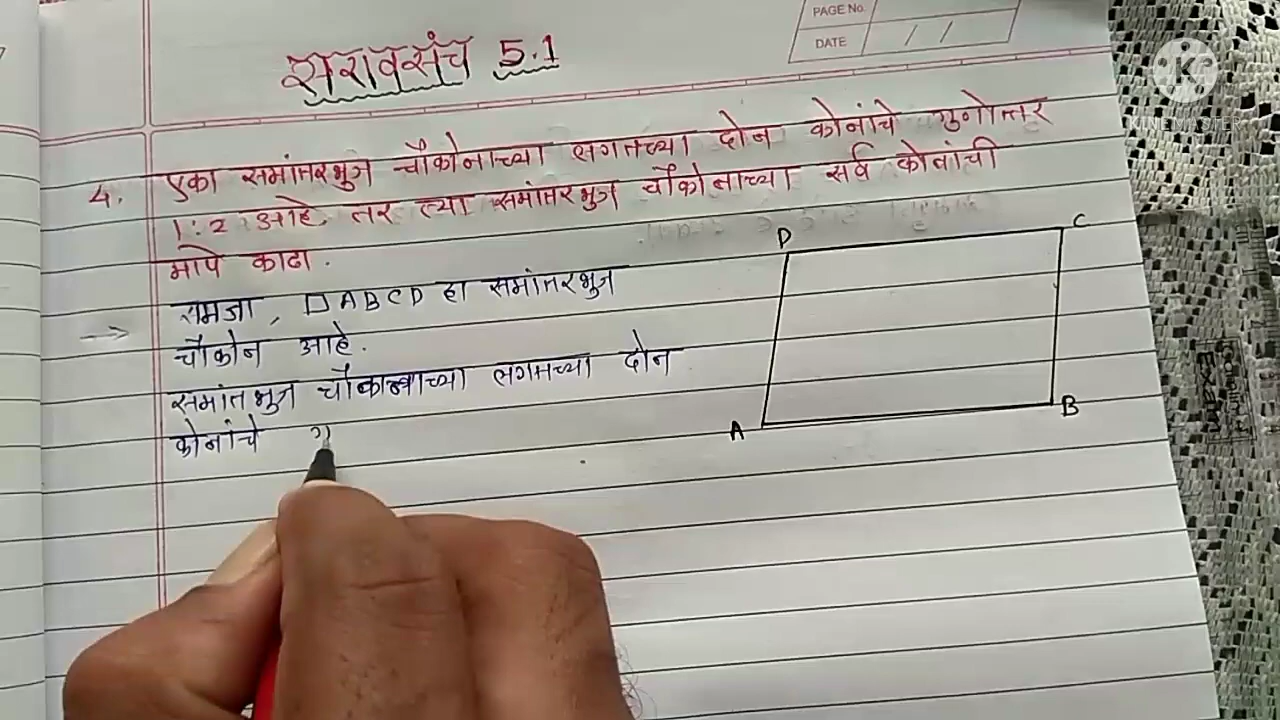 PAGE No.
DATE / /
सरावसंच 5.1
4. एका समांतरभुज चौकोनाच्या लगतच्या दोन कोनांचे गुणोत्तर
1:2 आहे. तर त्या समांतरभुज चौकोनाच्या सर्व कोनांची
मापे काढा.
→ समजा, □ABCD हा समांतरभुज
चौकोन आहे.
समांतभुज चौकोनाच्या लगतच्या दोन
कोनांचे
D
C
A
B